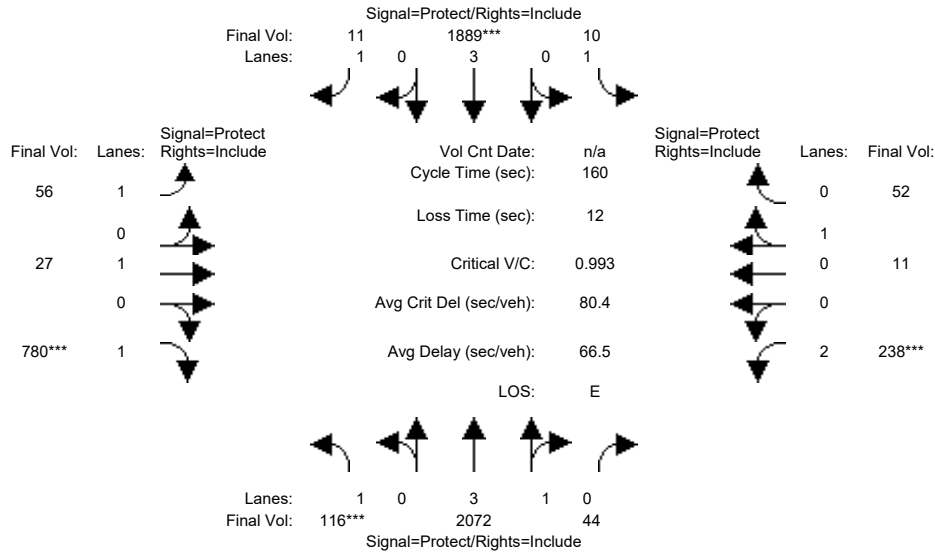 Signal=Protect/Rights=Include
Final Vol: 11 1889*** 10
Lanes: 1 0 3 0 1
Signal=Protect Signal=Protect
Final Vol: Lanes: Rights=Include Vol Cnt Date: n/a Rights=Include Lanes: Final Vol:
Cycle Time (sec): 160
56 1 0 52
Loss Time (sec): 12
0 1
27 1 Critical V/C: 0.993 0 11
0 Avg Crit Del (sec/veh): 80.4 0
780*** 1 Avg Delay (sec/veh): 66.5 2 238***
LOS: E
Lanes: 1 0 3 1 0
Final Vol: 116*** 2072 44
Signal=Protect/Rights=Include